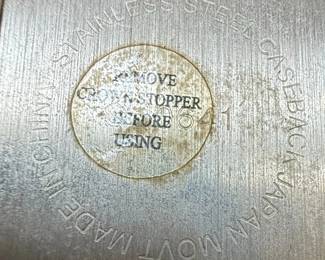 STAINLESS STEEL CASEBACK JAPAN MOVT MADE IN CHINA
REMOVE
CROWN STOPPER
BEFORE
USING